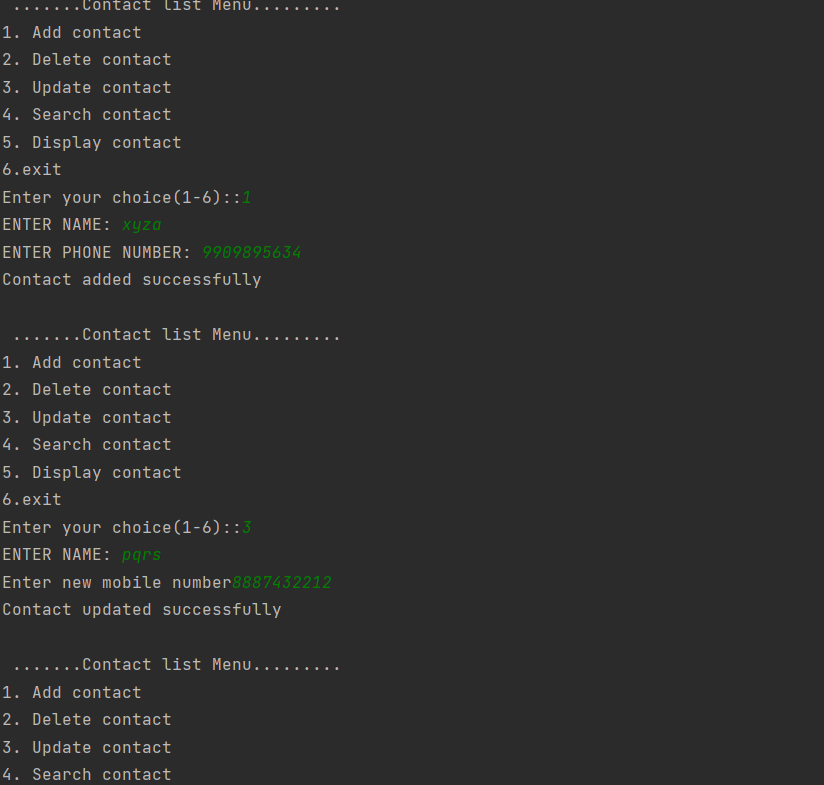 .......Contact list Menu.........
1. Add contact
2. Delete contact
3. Update contact
4. Search contact
5. Display contact
6.exit
Enter your choice(1-6)::1
ENTER NAME: xyza
ENTER PHONE NUMBER: 9909895634
Contact added successfully
.......Contact list Menu.........
1. Add contact
2. Delete contact
3. Update contact
4. Search contact
5. Display contact
6.exit
Enter your choice(1-6)::3
ENTER NAME: pqrs
Enter new mobile number8887432212
Contact updated successfully
.......Contact list Menu.........
1. Add contact
2. Delete contact
3. Update contact
4. Search contact